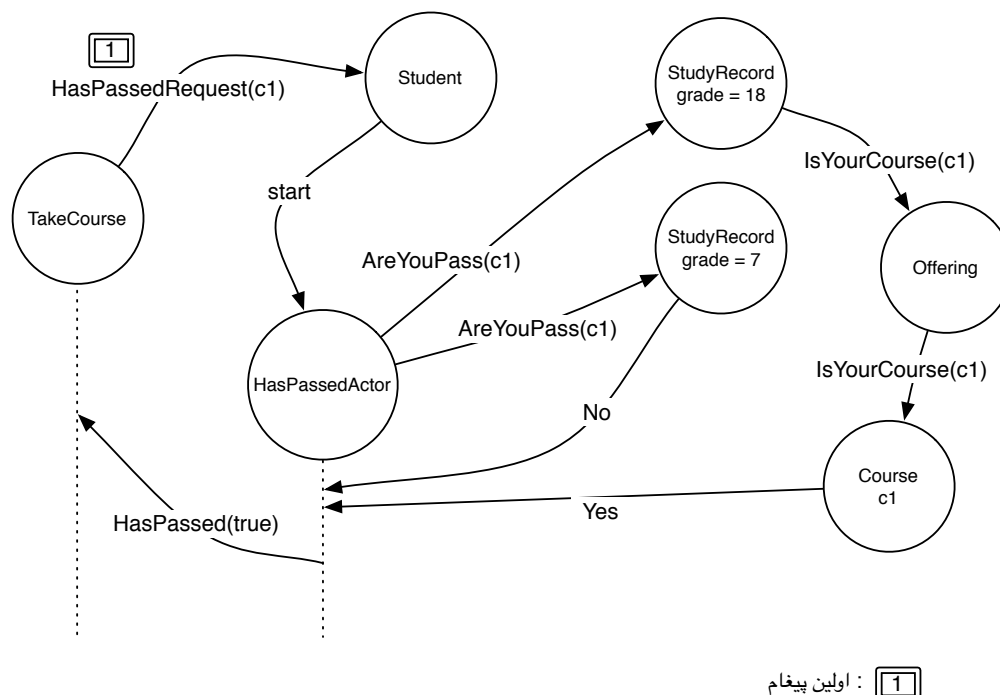 1
HasPassedRequest(c1)
Student
StudyRecord
grade = 18
IsYourCourse(c1)
TakeCourse
start
AreYouPass(c1)
StudyRecord
grade = 7
Offering
AreYouPass(c1)
HasPassedActor
IsYourCourse(c1)
No
Course
c1
Yes
HasPassed(true)
1 : اولین پیغام